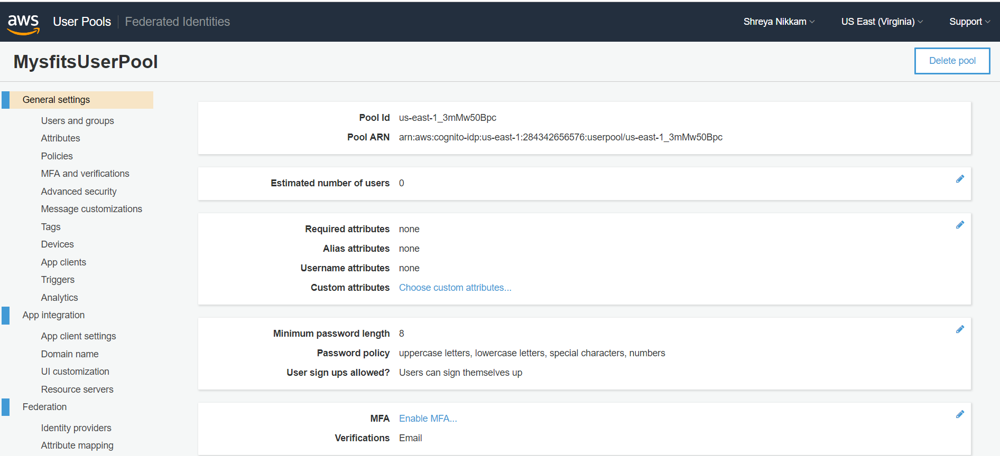 aws User Pools Federated Identities Shreya Nikkam US East (Virginia) Support
MysfitsUserPool Delete pool
General settings
Users and groups
Attributes
Policies
MFA and verifications
Advanced security
Message customizations
Tags
Devices
App clients
Triggers
Analytics
App integration
App client settings
Domain name
UI customization
Resource servers
Federation
Identity providers
Attribute mapping
Pool Id us-east-1_3mMw50Bpc
Pool ARN arn:aws:cognito-idp:us-east-1:284342656576:userpool/us-east-1_3mMw50Bpc
Estimated number of users 0
Required attributes none
Alias attributes none
Username attributes none
Custom attributes Choose custom attributes...
Minimum password length 8
Password policy uppercase letters, lowercase letters, special characters, numbers
User sign ups allowed? Users can sign themselves up
MFA Enable MFA...
Verifications Email